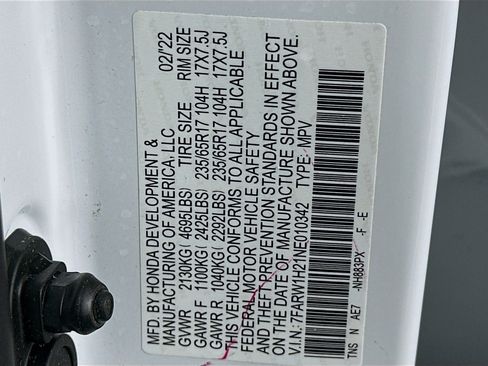 MFD BY HONDA DEVELOPMENT & 02/'22
MANUFACTURING OF AMERICA, LLC
GVWR 2130KG (4695LBS) TIRE SIZE RIM SIZE
GAWR F 1100KG (2425LBS) 235/65R17 104H 17X7.5J
GAWR R 1040KG (2292LBS) 235/65R17 104H 17X7.5J
THIS VEHICLE CONFORMS TO ALL APPLICABLE
FEDERAL MOTOR VEHICLE SAFETY
AND THEFT PREVENTION STANDARDS IN EFFECT
ON THE DATE OF MANUFACTURE SHOWN ABOVE.
V.I.N.: 7FARW1H21NE010342 TYPE: MPV
TNS N AE7 -NH883PX -F -E